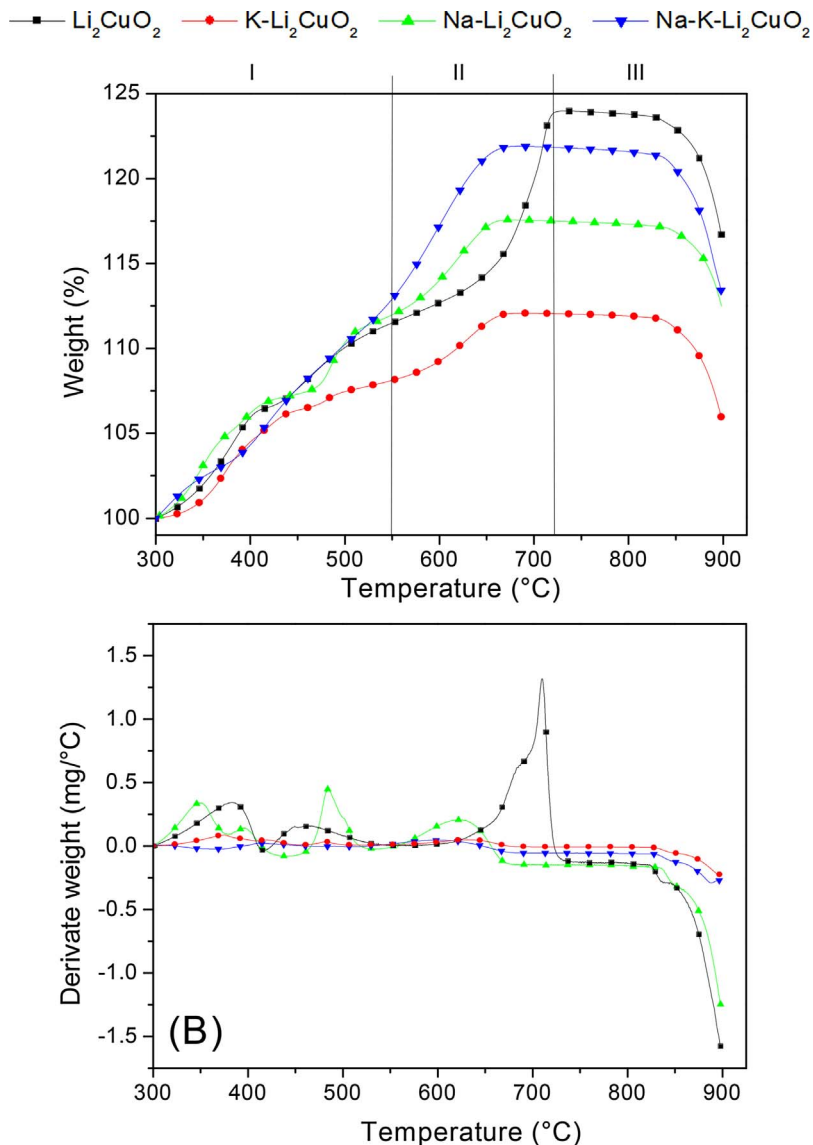 Li₂CuO₂ K-Li₂CuO₂ Na-Li₂CuO₂ Na-K-Li₂CuO₂
I II III
125
120
115
110
105
100
Weight (%)
300 400 500 600 700 800 900
Temperature (°C)
1.5
1.0
0.5
0.0
-0.5
-1.0
-1.5
Derivate weight (mg/°C)
(B)
300 400 500 600 700 800 900
Temperature (°C)